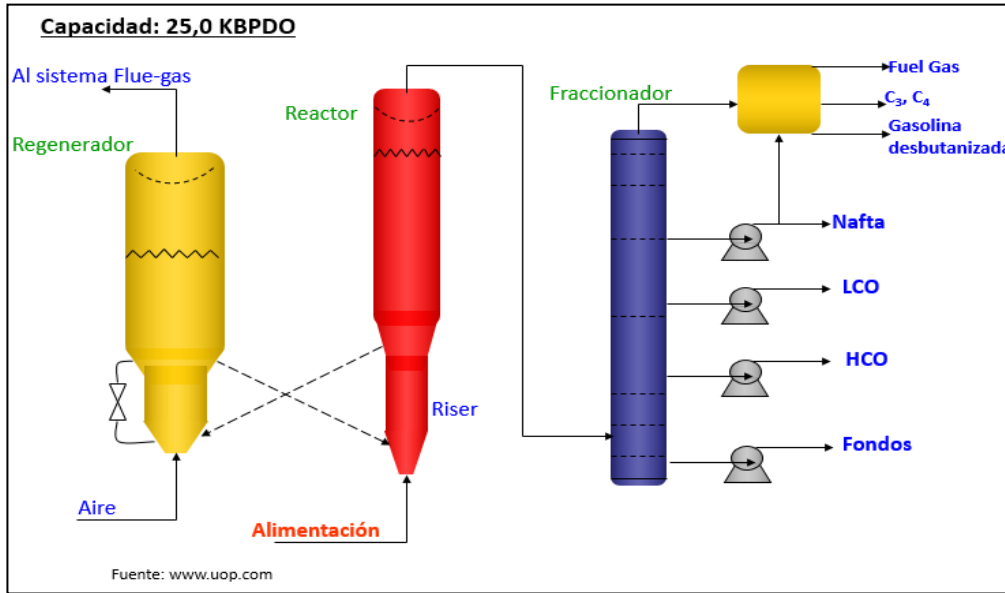 Capacidad: 25,0 KBPDO
Al sistema Flue-gas
Regenerador
Reactor
Fraccionador
Fuel Gas
C3, C4
Gasolina
desbutanizada
Nafta
LCO
HCO
Riser
Fondos
Aire
Alimentación
Fuente: www.uop.com